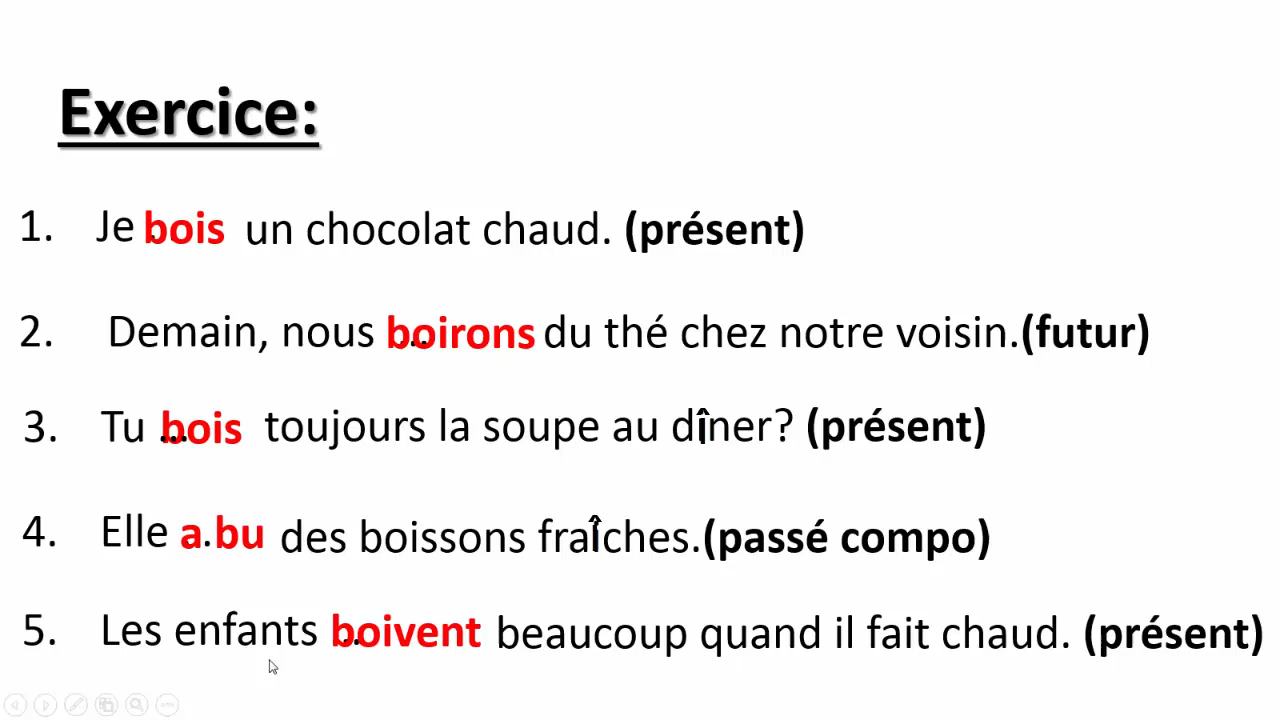 Exercice:
1. Je bois un chocolat chaud. (présent)
2. Demain, nous boirons du thé chez notre voisin.(futur)
3. Tu bois toujours la soupe au dîner? (présent)
4. Elle a bu des boissons fraîches.(passé compo)
5. Les enfants boivent beaucoup quand il fait chaud. (présent)